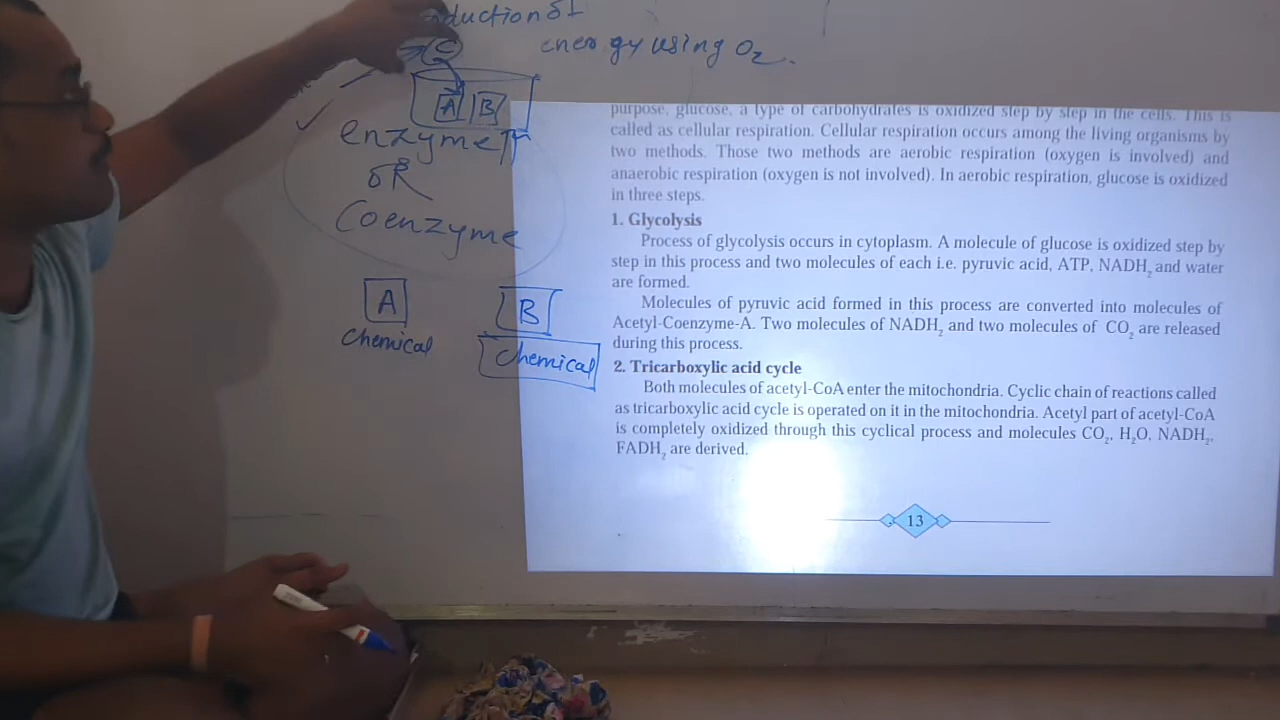 energy using O₂.
C
A B
enzyme
OR
Coenzyme
A
chemical
B
chemical
purpose, glucose, a type of carbohydrates is oxidized step by step in the cells. This is
called as cellular respiration. Cellular respiration occurs among the living organisms by
two methods. Those two methods are aerobic respiration (oxygen is involved) and
anaerobic respiration (oxygen is not involved). In aerobic respiration, glucose is oxidized
in three steps.
1. Glycolysis
Process of glycolysis occurs in cytoplasm. A molecule of glucose is oxidized step by
step in this process and two molecules of each i.e. pyruvic acid, ATP, NADH₂ and water
are formed.
Molecules of pyruvic acid formed in this process are converted into molecules of
Acetyl-Coenzyme-A. Two molecules of NADH₂ and two molecules of CO₂ are released
during this process.
2. Tricarboxylic acid cycle
Both molecules of acetyl-CoA enter the mitochondria. Cyclic chain of reactions called
as tricarboxylic acid cycle is operated on it in the mitochondria. Acetyl part of acetyl-CoA
is completely oxidized through this cyclical process and molecules CO₂, H₂O, NADH₂,
FADH₂ are derived.
13